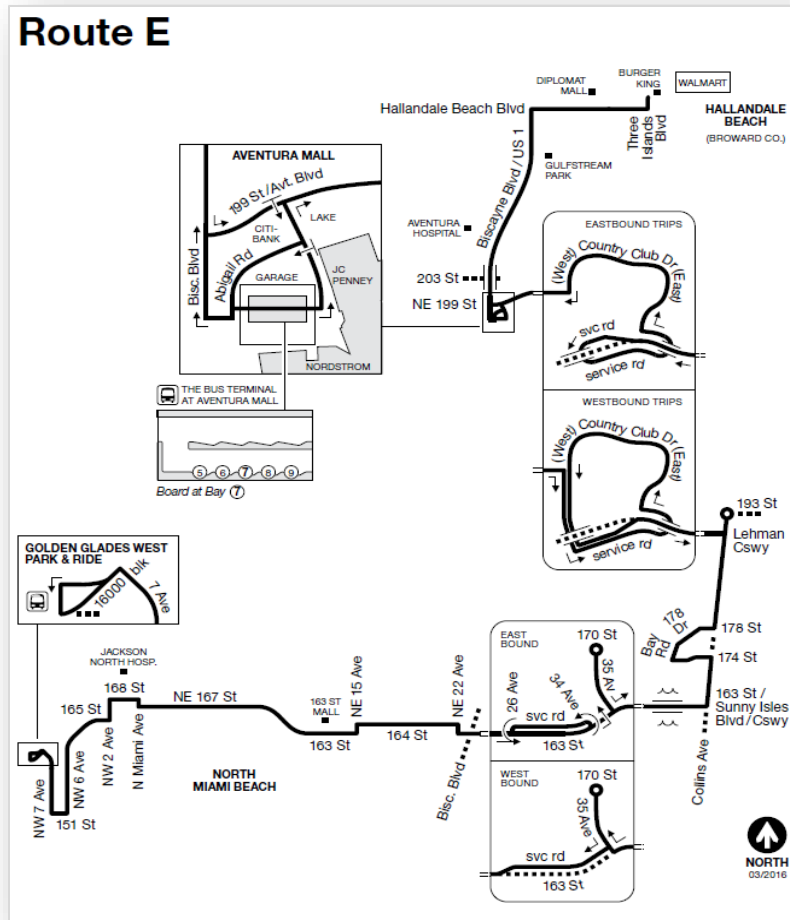 Route E
DIPLOMAT
MALL
BURGER
KING
WALMART
Hallandale Beach Blvd
Three
Islands
Blvd
HALLANDALE
BEACH
(BROWARD CO.)
Biscayne Blvd / US 1
GULFSTREAM
PARK
AVENTURA
HOSPITAL
203 St
NE 199 St
AVENTURA MALL
199 St / Avt. Blvd
LAKE
CITI-
BANK
Bisc. Blvd
Abigail Rd
GARAGE
JC
PENNEY
NORDSTROM
THE BUS TERMINAL
AT AVENTURA MALL
5 6 7 8 9
Board at Bay 7
EASTBOUND TRIPS
(West) Country Club Dr (East)
svc rd
service rd
WESTBOUND TRIPS
(West) Country Club Dr (East)
service rd
193 St
Lehman
Cswy
178
Dr
Bay
Rd
178 St
174 St
163 St /
Sunny Isles
Blvd / Cswy
Collins Ave
GOLDEN GLADES WEST
PARK & RIDE
16000 blk
7 Ave
JACKSON
NORTH HOSP.
168 St
165 St
NE 167 St
NW 7 Ave
151 St
NW 6 Ave
NW 2 Ave
N Miami Ave
163 ST
MALL
163 St
NE 15 Ave
164 St
NE 22 Ave
Bisc. Blvd
NORTH
MIAMI BEACH
EAST
BOUND
170 St
26 Ave
34 Ave
35 Av
svc rd
163 St
WEST
BOUND
170 St
35 Ave
svc rd
163 St
NORTH
03/2016